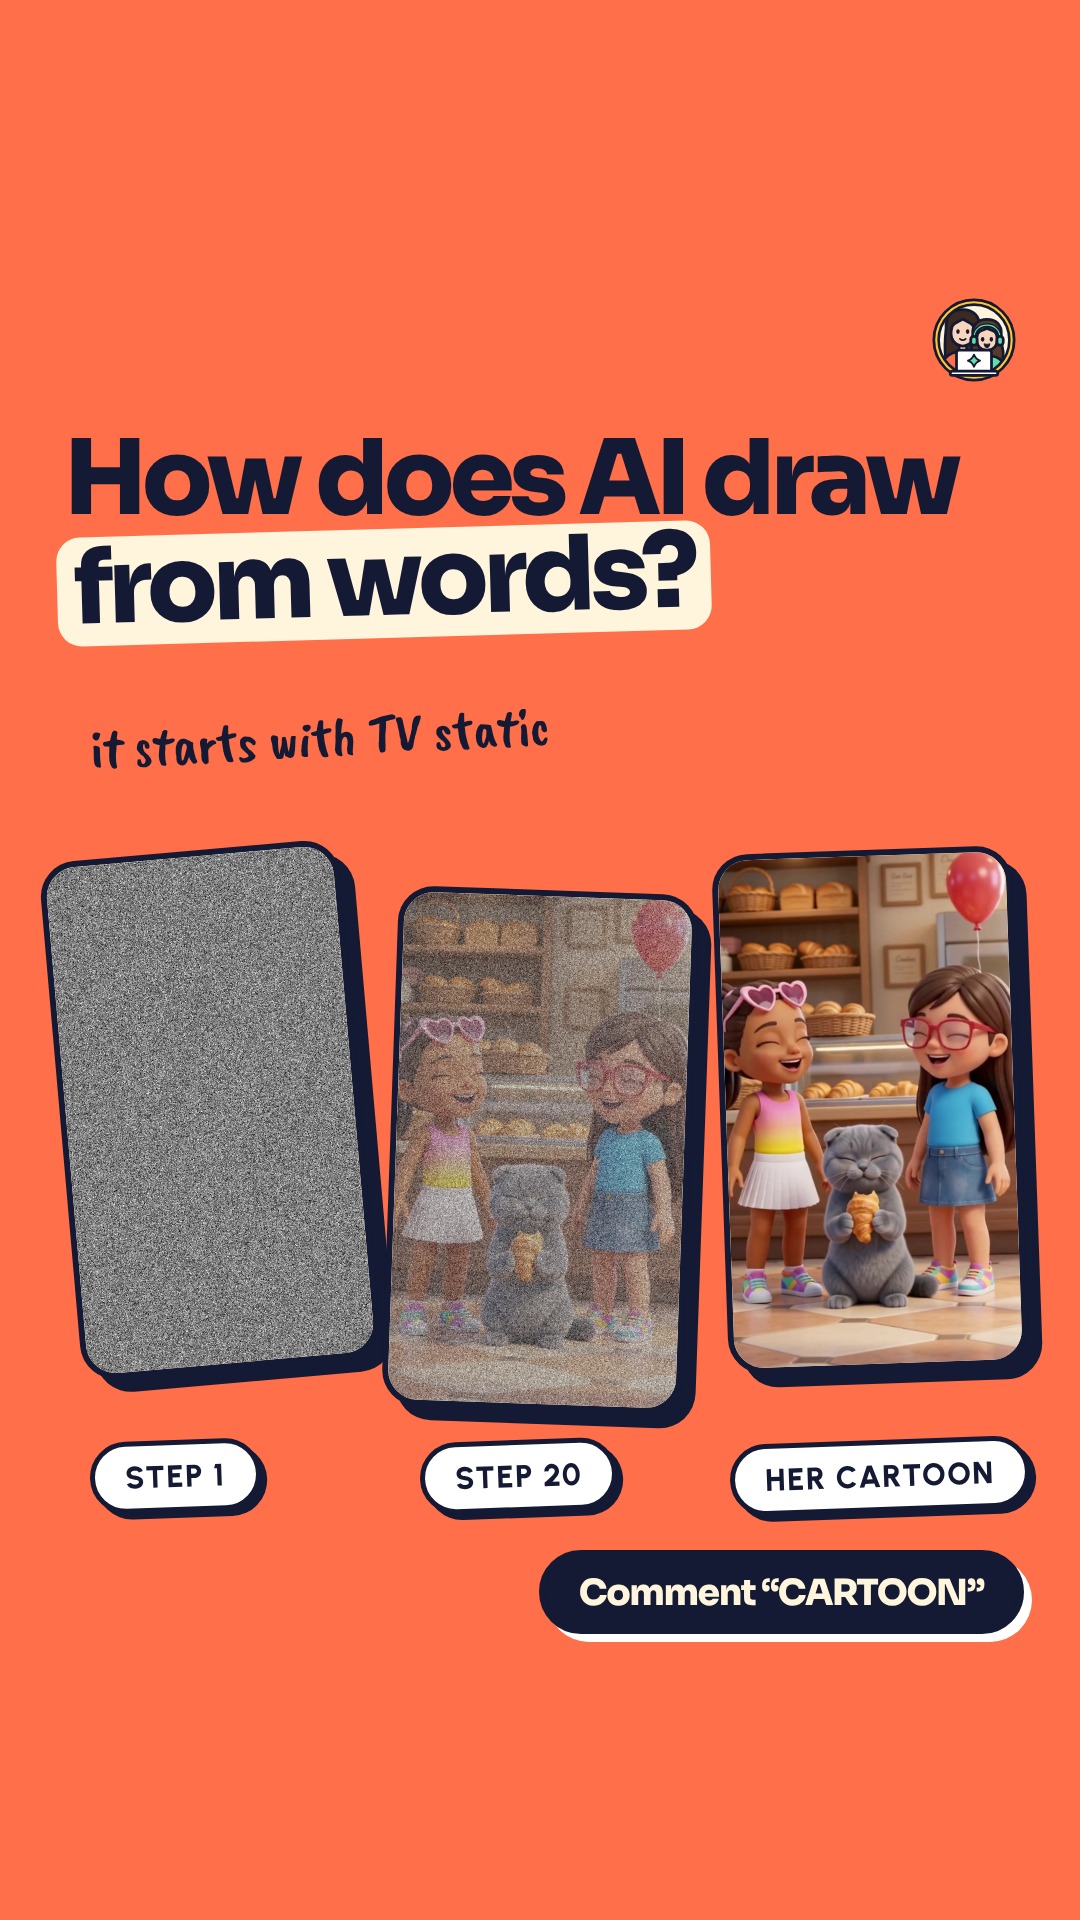 How does AI draw
from words?
it starts with TV static
STEP 1
STEP 20
HER CARTOON
Comment “CARTOON”